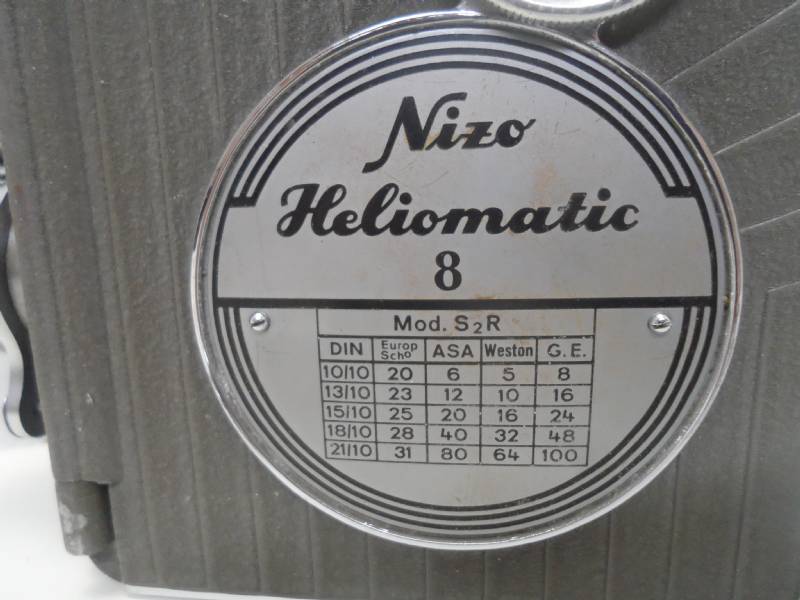 Nizo
Heliomatic
8
Mod. S2R
DIN Europ Scho ASA Weston G.E.
10/10 20 6 5 8
13/10 23 12 10 16
15/10 25 20 16 24
18/10 28 40 32 48
21/10 31 80 64 100